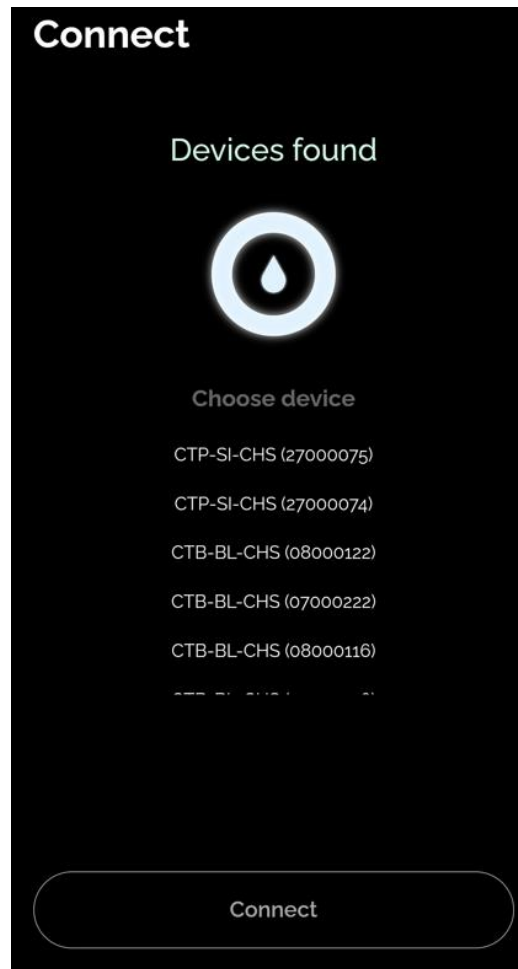 Connect
Devices found
Choose device
CTP-SI-CHS (27000075)
CTP-SI-CHS (27000074)
CTB-BL-CHS (08000122)
CTB-BL-CHS (07000222)
CTB-BL-CHS (08000116)
Connect